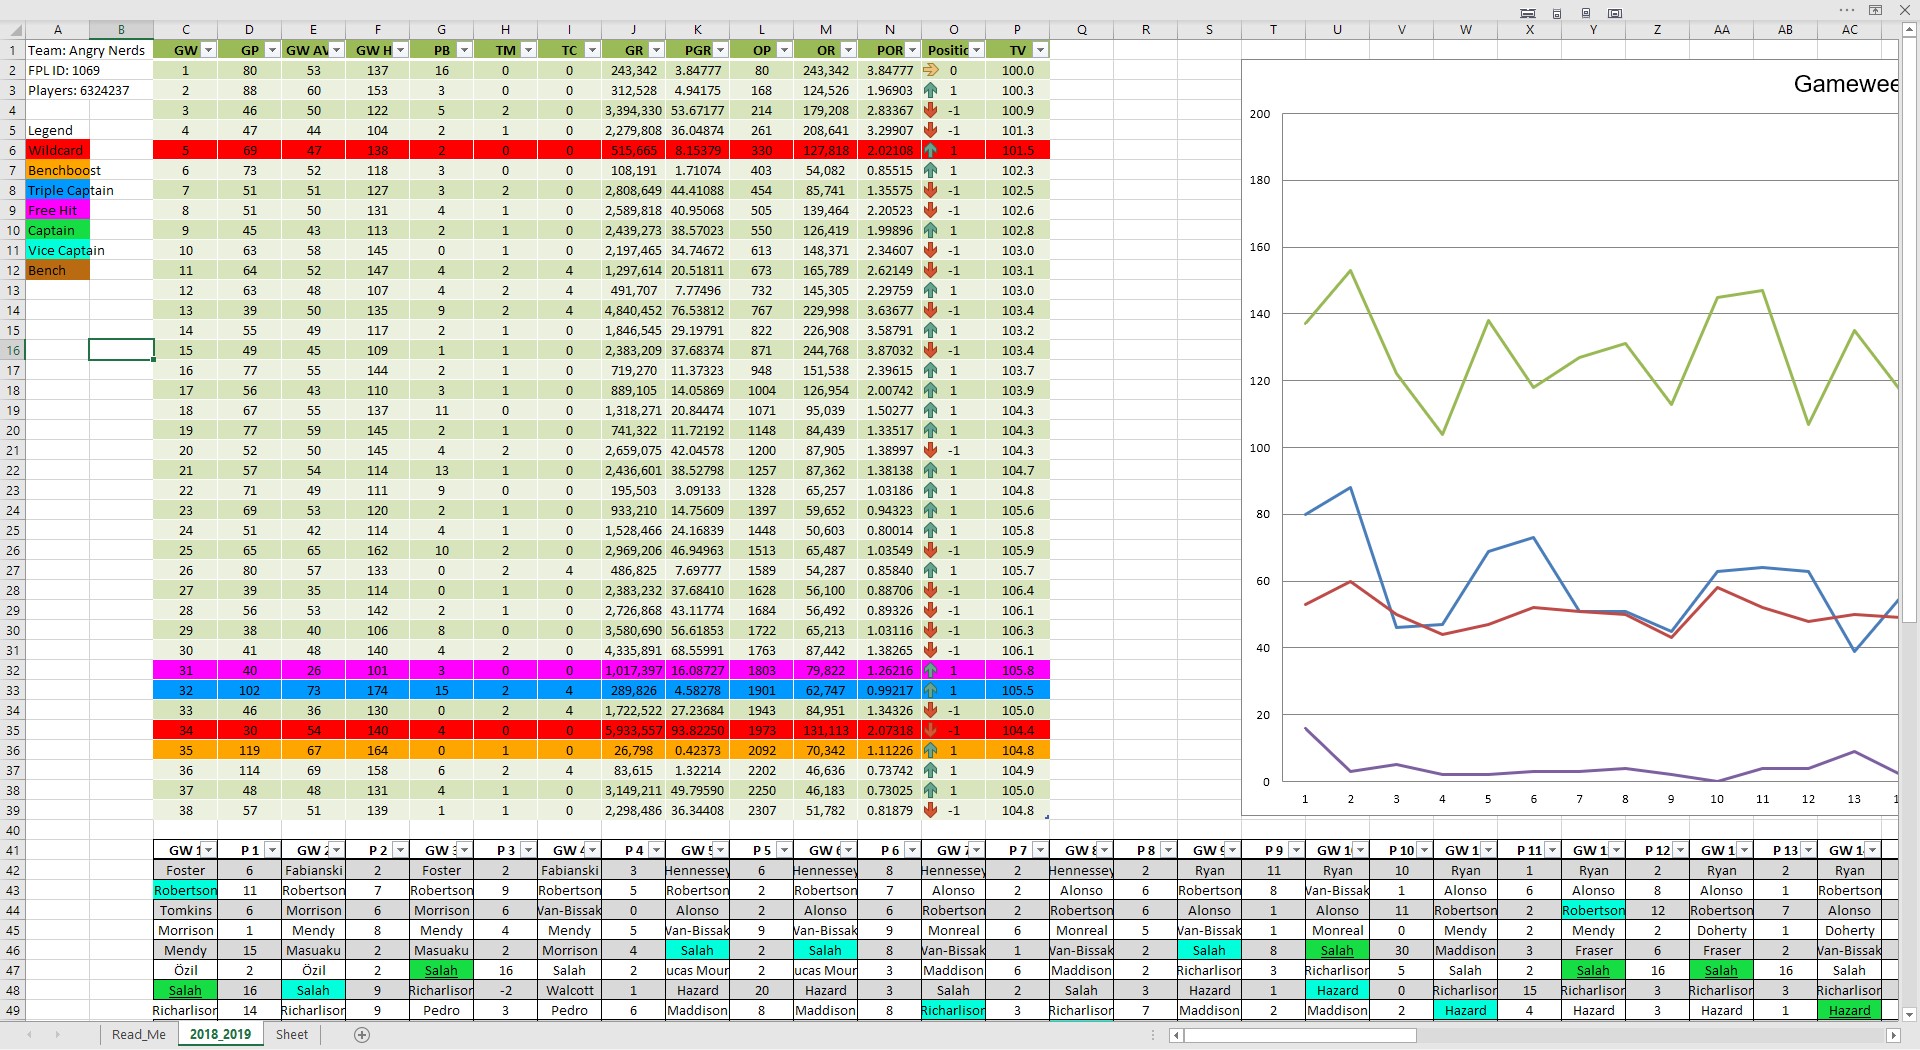 A B C D E F G H I J K L M N O P Q R S T U V W X Y Z AA AB AC
1 Team: Angry Nerds GW GP GW AV GW H PB TM TC GR PGR OP OR POR Positic TV
2 FPL ID: 1069 1 80 53 137 16 0 0 243,342 3.84777 80 243,342 3.84777 0 100.0
3 Players: 6324237 2 88 60 153 3 0 0 312,528 4.94175 168 124,526 1.96903 1 100.3
4 3 46 50 122 5 2 0 3,394,330 53.67177 214 179,208 2.83367 -1 100.9
5 Legend 4 47 44 104 2 1 0 2,279,808 36.04874 261 208,641 3.29907 -1 101.3
6 Wildcard 5 69 47 138 2 0 0 515,665 8.15379 330 127,818 2.02108 1 101.5
7 Benchboost 6 73 52 118 3 0 0 108,191 1.71074 403 54,082 0.85515 1 102.3
8 Triple Captain 7 51 51 127 3 2 0 2,808,649 44.41088 454 85,741 1.35575 -1 102.5
9 Free Hit 8 51 50 131 4 1 0 2,589,818 40.95068 505 139,464 2.20523 -1 102.6
10 Captain 9 45 43 113 2 1 0 2,439,273 38.57023 550 126,419 1.99896 1 102.8
11 Vice Captain 10 63 58 145 0 1 0 2,197,465 34.74672 613 148,371 2.34607 -1 103.0
12 Bench 11 64 52 147 4 2 4 1,297,614 20.51811 673 165,789 2.62149 -1 103.1
13 12 63 48 107 4 2 4 491,707 7.77496 732 145,305 2.29759 1 103.0
14 13 39 50 135 9 2 4 4,840,452 76.53812 767 229,998 3.63677 -1 103.4
15 14 55 49 117 2 1 0 1,846,545 29.19791 822 226,908 3.58791 1 103.2
16 15 49 45 109 1 1 0 2,383,209 37.68374 871 244,768 3.87032 -1 103.4
17 16 77 55 144 2 1 0 719,270 11.37323 948 151,538 2.39615 1 103.7
18 17 56 43 110 3 1 0 889,105 14.05869 1004 126,954 2.00742 1 103.9
19 18 67 55 137 11 0 0 1,318,271 20.84474 1071 95,039 1.50277 1 104.3
20 19 77 59 145 2 1 0 741,322 11.72192 1148 84,439 1.33517 1 104.3
21 20 52 50 145 4 2 0 2,659,075 42.04578 1200 87,905 1.38997 -1 104.3
22 21 57 54 114 13 1 0 2,436,601 38.52798 1257 87,362 1.38138 1 104.7
23 22 71 49 111 9 0 0 195,503 3.09133 1328 65,257 1.03186 1 104.8
24 23 69 53 120 2 1 0 933,210 14.75609 1397 59,652 0.94323 1 105.6
25 24 51 42 114 4 1 0 1,528,466 24.16839 1448 50,603 0.80014 1 105.8
26 25 65 65 162 10 2 0 2,969,206 46.94963 1513 65,487 1.03549 -1 105.9
27 26 80 57 133 0 2 4 486,825 7.69777 1589 54,287 0.85840 1 105.7
28 27 39 35 114 0 1 0 2,383,232 37.68410 1628 56,100 0.88706 -1 106.4
29 28 56 53 142 2 1 0 2,726,868 43.11774 1684 56,492 0.89326 -1 106.1
30 29 38 40 106 8 0 0 3,580,690 56.61853 1722 65,213 1.03116 -1 106.3
31 30 41 48 140 4 2 0 4,335,891 68.55991 1763 87,442 1.38265 -1 106.1
32 31 40 26 101 3 0 0 1,017,397 16.08727 1803 79,822 1.26216 1 105.8
33 32 102 73 174 15 2 4 289,826 4.58278 1901 62,747 0.99217 1 105.5
34 33 46 36 130 0 2 4 1,722,522 27.23684 1943 84,951 1.34326 -1 105.0
35 34 30 54 140 4 0 0 5,933,557 93.82250 1973 131,113 2.07318 -1 104.4
36 35 119 67 164 0 1 0 26,798 0.42373 2092 70,342 1.11226 1 104.8
37 36 114 69 158 6 2 4 83,615 1.32214 2202 46,636 0.73742 1 104.9
38 37 48 48 131 4 1 0 3,149,211 49.79590 2250 46,183 0.73025 1 105.0
39 38 57 51 139 1 1 0 2,298,486 36.34408 2307 51,782 0.81879 -1 104.8
Gamewee
200
180
160
140
120
100
80
60
40
20
0
1 2 3 4 5 6 7 8 9 10 11 12 13 1
40
41 GW 1 P 1 GW 2 P 2 GW 3 P 3 GW 4 P 4 GW 5 P 5 GW 6 P 6 GW 7 P 7 GW 8 P 8 GW 9 P 9 GW 1 P 10 GW 1 P 11 GW 1 P 12 GW 1 P 13 GW 1
42 Foster 6 Fabianski 2 Foster 2 Fabianski 3 Hennessey 6 Hennessey 8 Hennessey 2 Hennessey 2 Ryan 11 Ryan 10 Ryan 1 Ryan 2 Ryan 2 Ryan
43 Robertson 11 Robertson 7 Robertson 9 Robertson 5 Robertson 2 Robertson 7 Alonso 2 Alonso 6 Robertson 8 Van-Bissak 1 Alonso 6 Alonso 8 Alonso 1 Robertson
44 Tomkins 6 Morrison 6 Morrison 6 Van-Bissak 0 Alonso 2 Alonso 6 Robertson 2 Robertson 6 Alonso 1 Alonso 11 Robertson 2 Robertson 12 Robertson 7 Alonso
45 Morrison 1 Mendy 8 Mendy 4 Mendy 5 Van-Bissak 9 Van-Bissak 9 Monreal 6 Monreal 5 Van-Bissak 1 Monreal 0 Mendy 2 Mendy 2 Doherty 1 Doherty
46 Mendy 15 Masuaku 2 Masuaku 2 Morrison 4 Salah 2 Salah 8 Van-Bissak 1 Van-Bissak 2 Salah 8 Salah 30 Maddison 3 Fraser 6 Fraser 2 Van-Bissak
47 Özil 2 Özil 2 Salah 16 Salah 2 ucas Mour 2 ucas Mour 3 Maddison 6 Maddison 2 Richarlison 3 Richarlison 5 Salah 2 Salah 16 Salah 16 Salah
48 Salah 16 Salah 9 Richarlison -2 Walcott 1 Hazard 20 Hazard 3 Salah 2 Salah 3 Hazard 1 Hazard 0 Richarlison 15 Richarlison 3 Richarlison 3 Richarlison
49 Richarlison 14 Richarlison 9 Pedro 3 Pedro 6 Maddison 8 Maddison 8 Richarlison 3 Richarlison 7 Maddison 2 Maddison 2 Hazard 4 Hazard 3 Hazard 1 Hazard
Read_Me 2018_2019 Sheet